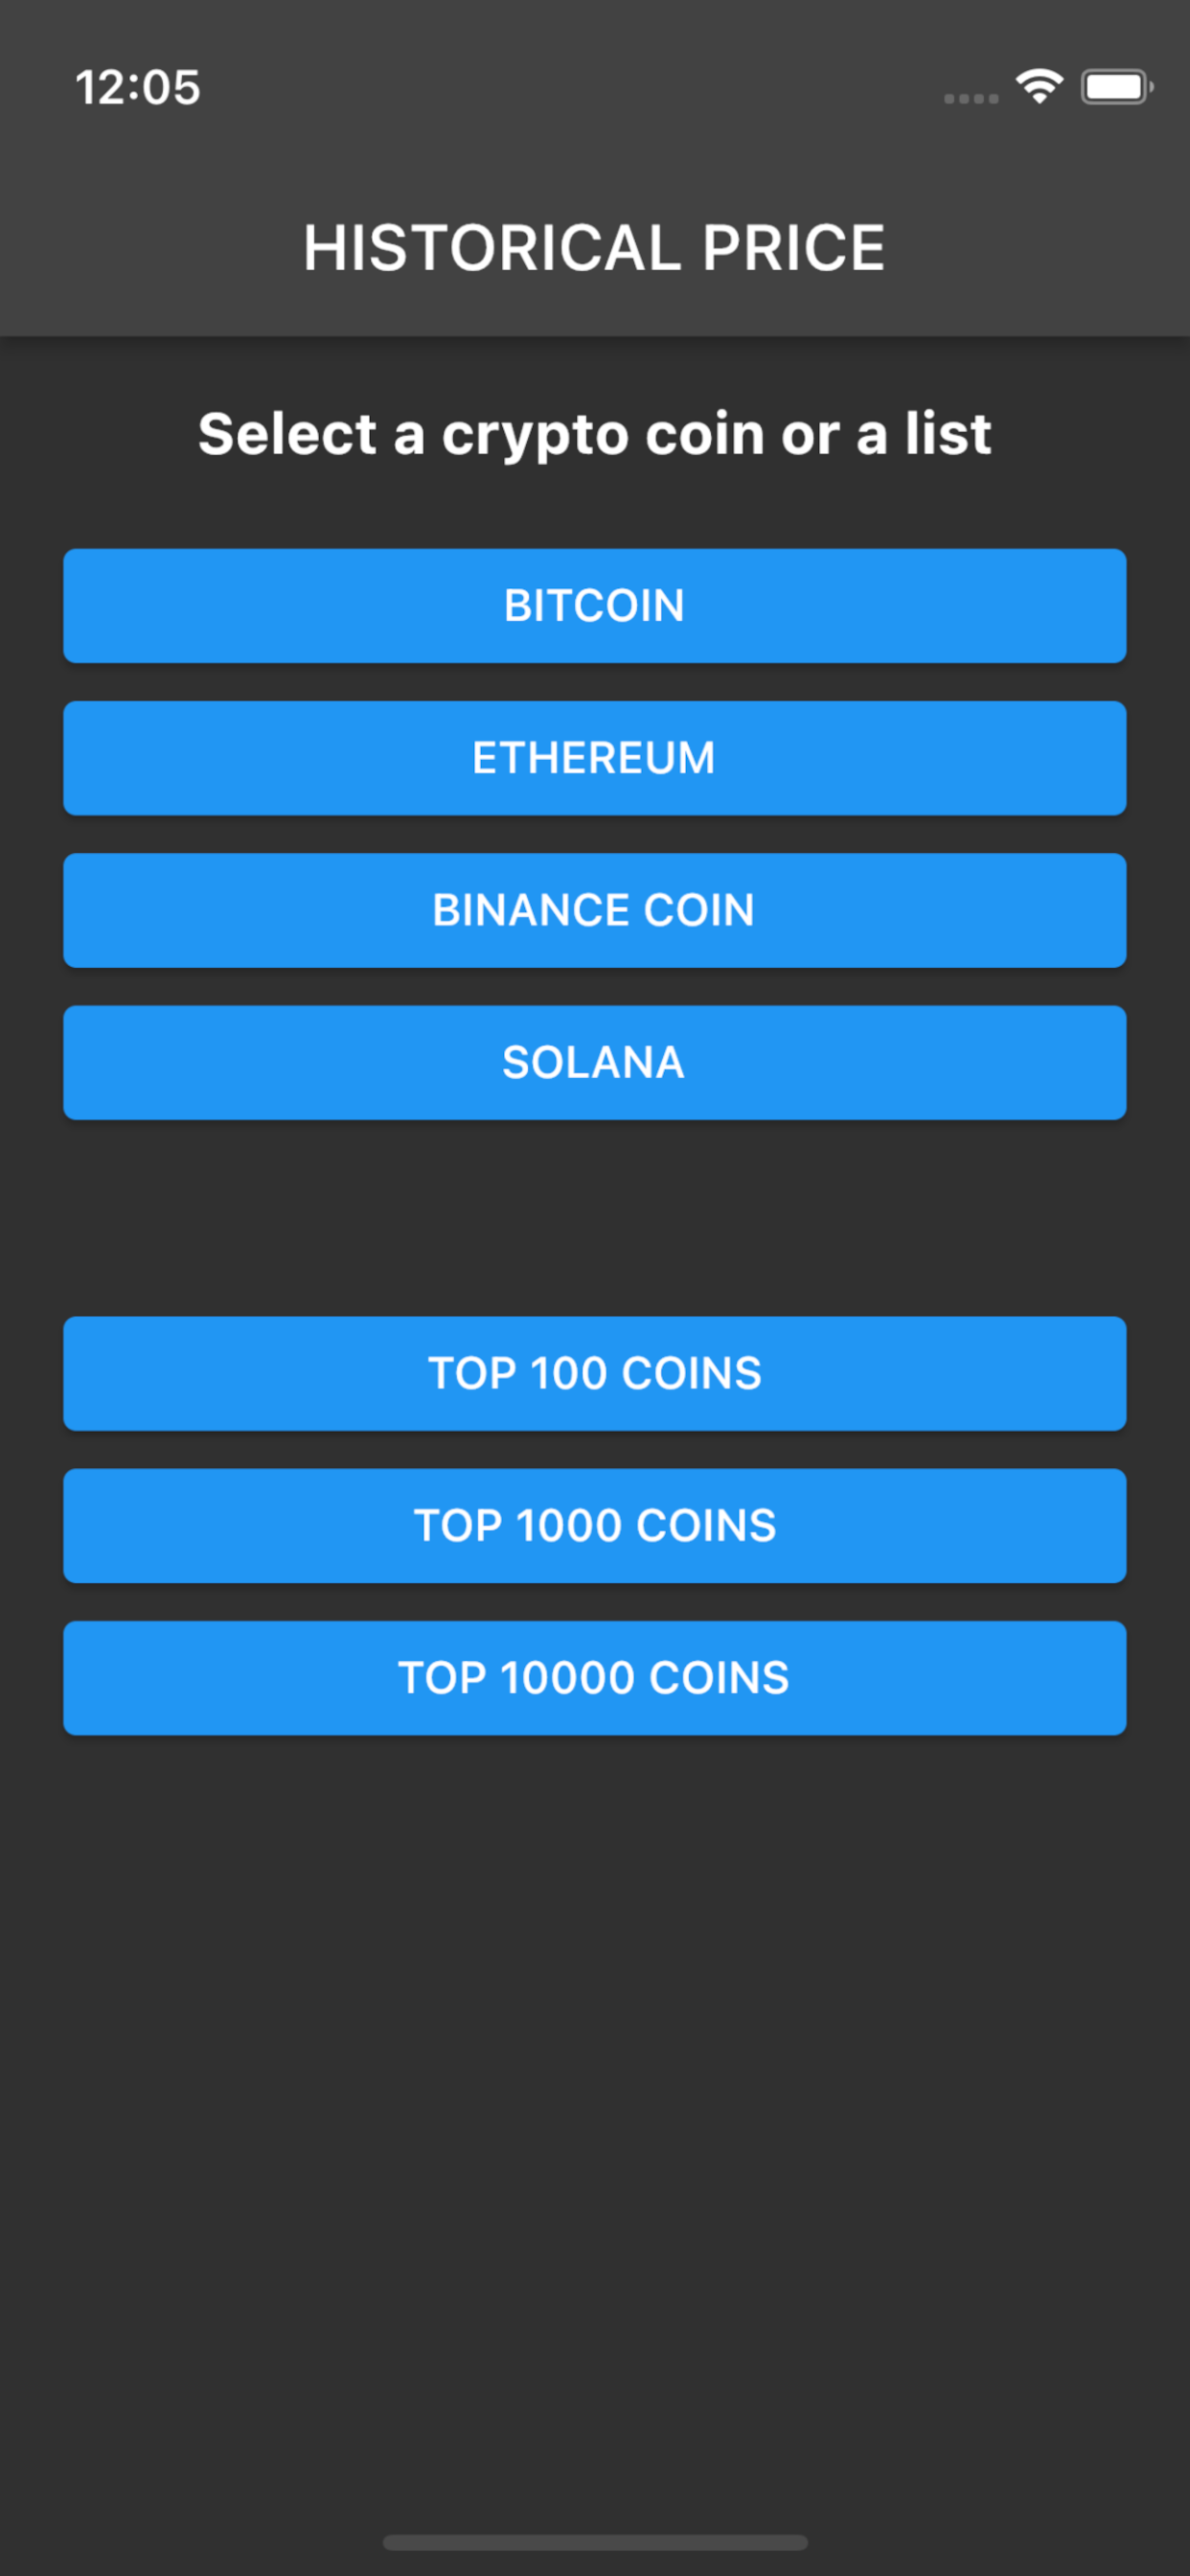 12:05
HISTORICAL PRICE
Select a crypto coin or a list
BITCOIN
ETHEREUM
BINANCE COIN
SOLANA
TOP 100 COINS
TOP 1000 COINS
TOP 10000 COINS